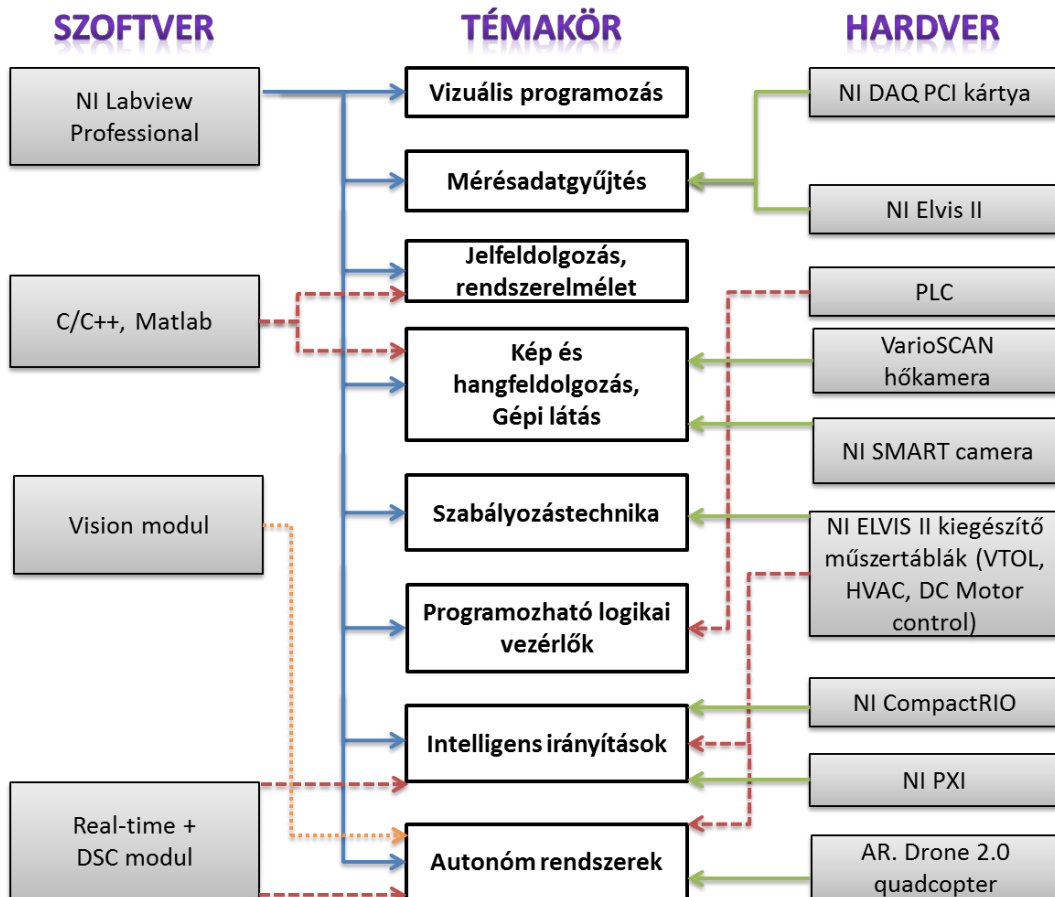 SZOFTVER
TÉMAKÖR
HARDVER
NI Labview
Professional
C/C++, Matlab
Vision modul
Real-time +
DSC modul
Vizuális programozás
Mérésadatgyűjtés
Jelfeldolgozás,
rendszerelmélet
Kép és
hangfeldolgozás,
Gépi látás
Szabályozástechnika
Programozható logikai
vezérlők
Intelligens irányítások
Autonóm rendszerek
NI DAQ PCI kártya
NI Elvis II
PLC
VarioSCAN
hőkamera
NI SMART camera
NI ELVIS II kiegészítő
műszertáblák (VTOL,
HVAC, DC Motor
control)
NI CompactRIO
NI PXI
AR. Drone 2.0
quadcopter